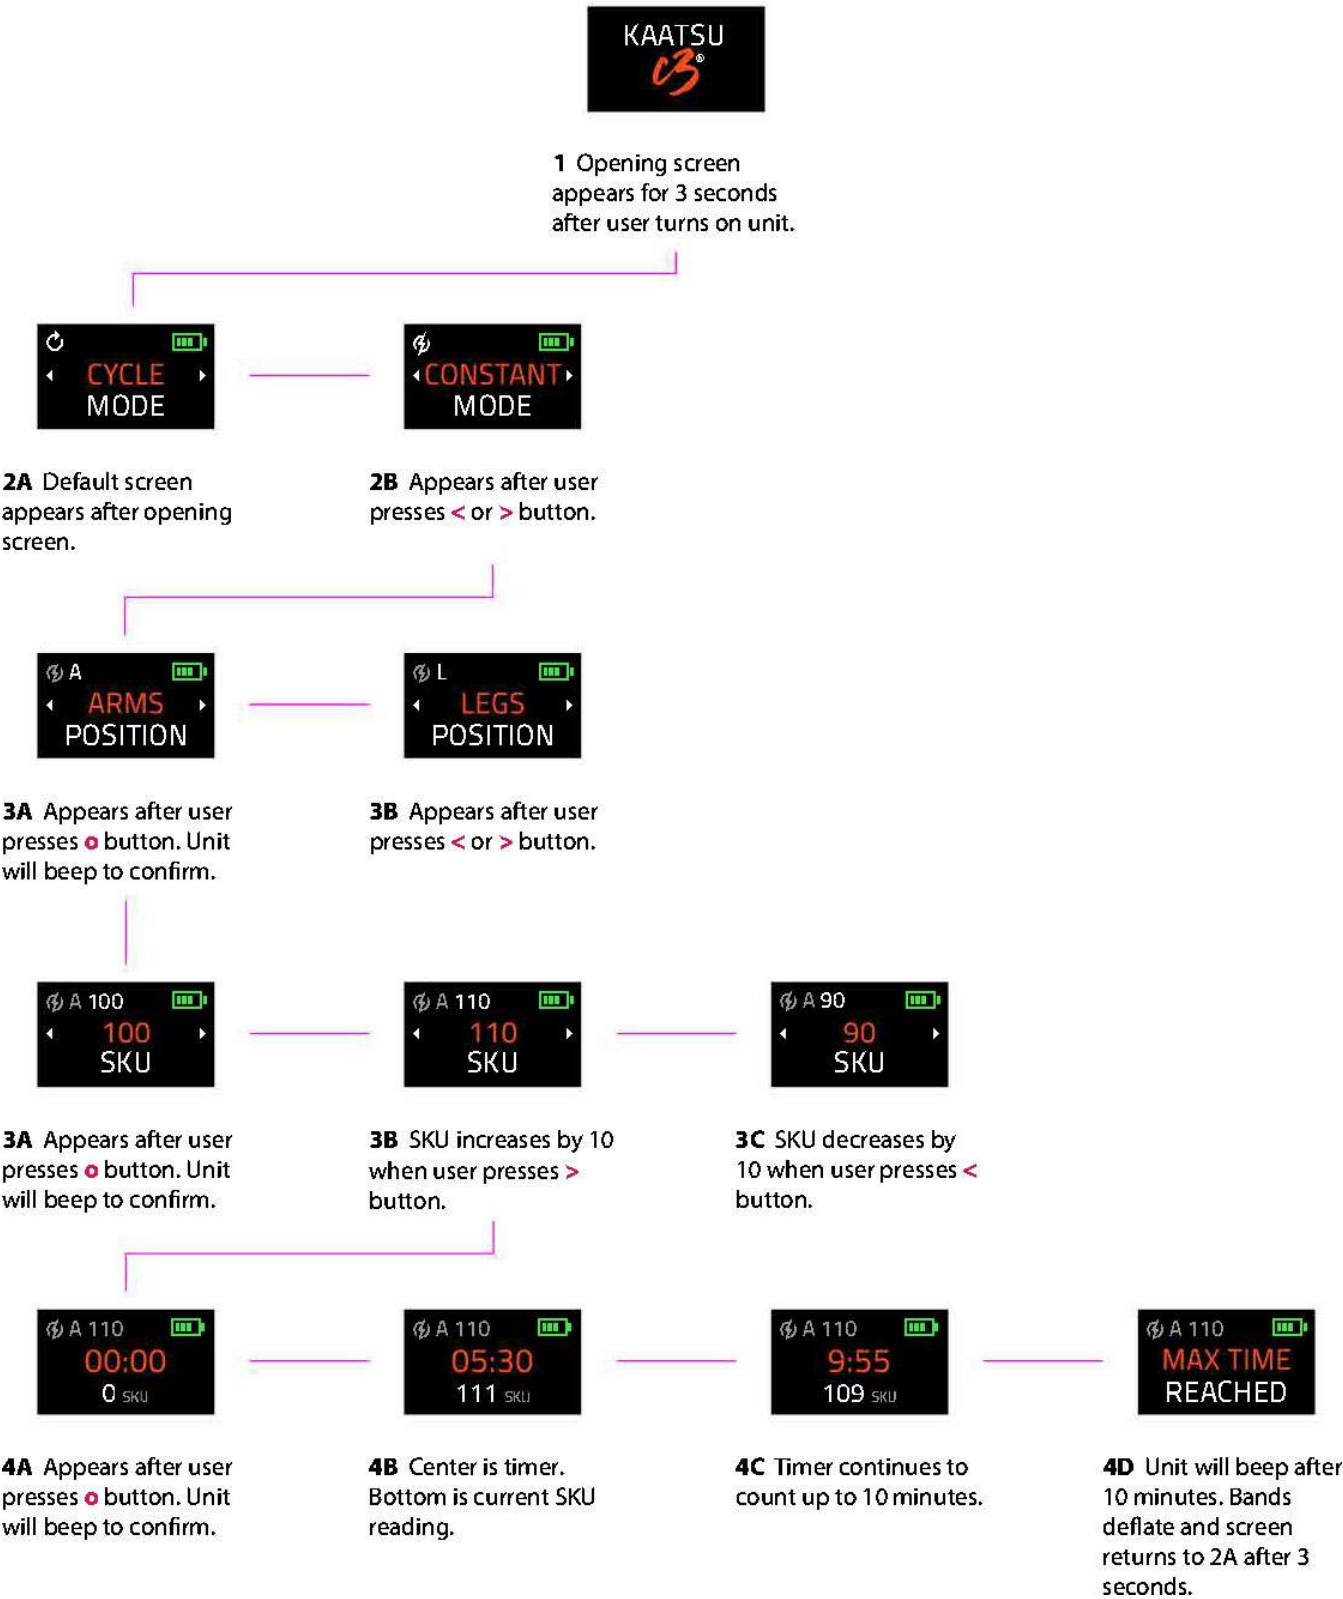 KAATSU
c3®
1 Opening screen
appears for 3 seconds
after user turns on unit.
CYCLE
MODE
CONSTANT
MODE
2A Default screen
appears after opening
screen.
2B Appears after user
presses < or > button.
A
ARMS
POSITION
L
LEGS
POSITION
3A Appears after user
presses o button. Unit
will beep to confirm.
3B Appears after user
presses < or > button.
A 100
100
SKU
A 110
110
SKU
A 90
90
SKU
3A Appears after user
presses o button. Unit
will beep to confirm.
3B SKU increases by 10
when user presses >
button.
3C SKU decreases by
10 when user presses <
button.
A 110
00:00
0 SKU
A 110
05:30
111 SKU
A 110
9:55
109 SKU
A 110
MAX TIME
REACHED
4A Appears after user
presses o button. Unit
will beep to confirm.
4B Center is timer.
Bottom is current SKU
reading.
4C Timer continues to
count up to 10 minutes.
4D Unit will beep after
10 minutes. Bands
deflate and screen
returns to 2A after 3
seconds.